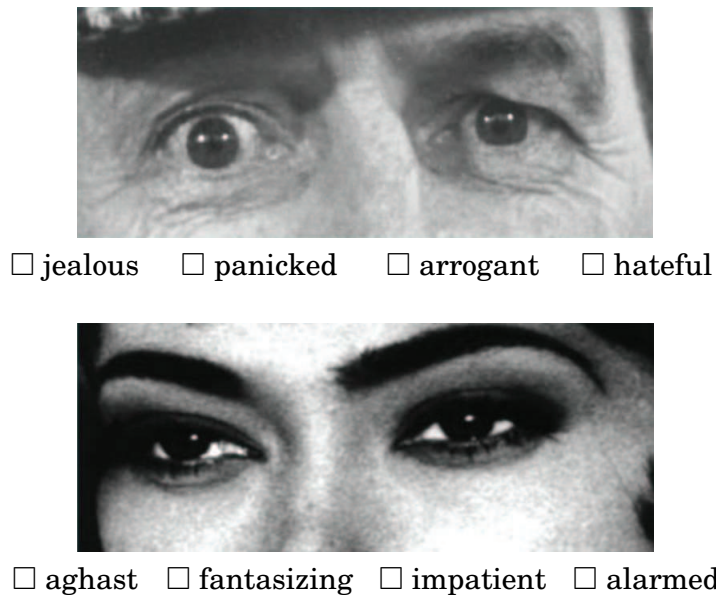 ☐ jealous ☐ panicked ☐ arrogant ☐ hateful
☐ aghast ☐ fantasizing ☐ impatient ☐ alarmed